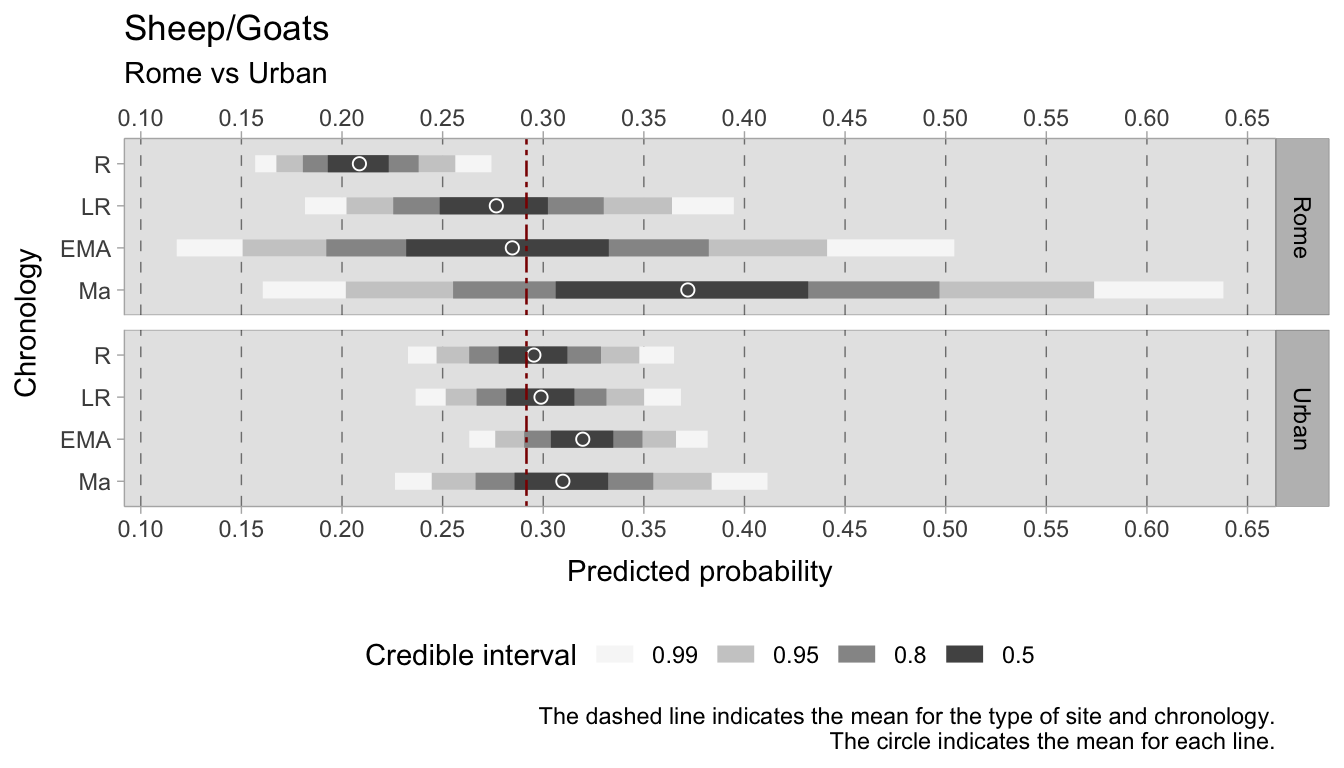 Sheep/Goats
Rome vs Urban
0.10 0.15 0.20 0.25 0.30 0.35 0.40 0.45 0.50 0.55 0.60 0.65
R
LR
EMA
Ma
Rome
Chronology
R
LR
EMA
Ma
Urban
0.10 0.15 0.20 0.25 0.30 0.35 0.40 0.45 0.50 0.55 0.60 0.65
Predicted probability
Credible interval 0.99 0.95 0.8 0.5
The dashed line indicates the mean for the type of site and chronology.
The circle indicates the mean for each line.